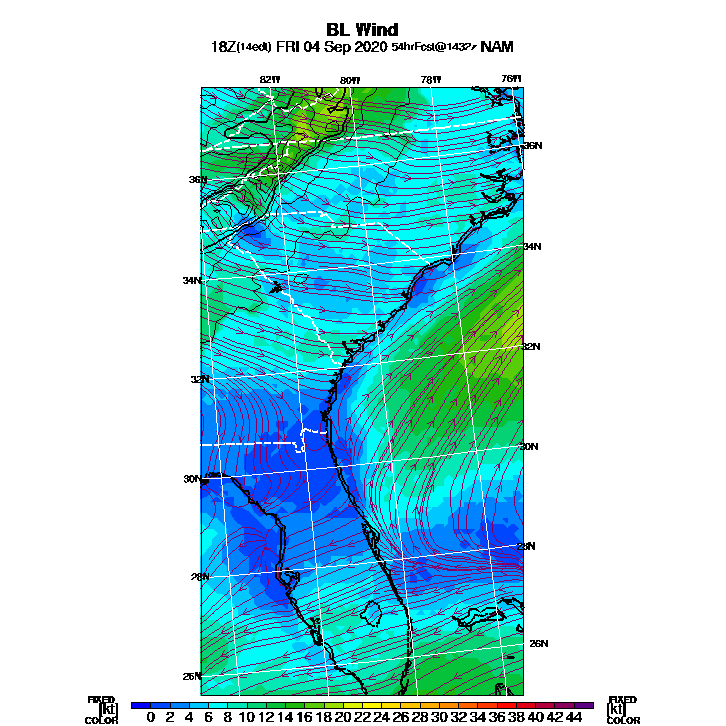 BL Wind
18Z(14edt) FRI 04 Sep 2020 54hrFcst@1432z NAM
82W 80W 78W 76W
36N
36N
34N
34N
32N
32N
30N
30N
28N
28N
26N
26N
FIXED FIXED
[kt] 0 2 4 6 8 10 12 14 16 18 20 22 24 26 28 30 32 34 36 38 40 42 44 [kt]
COLOR COLOR